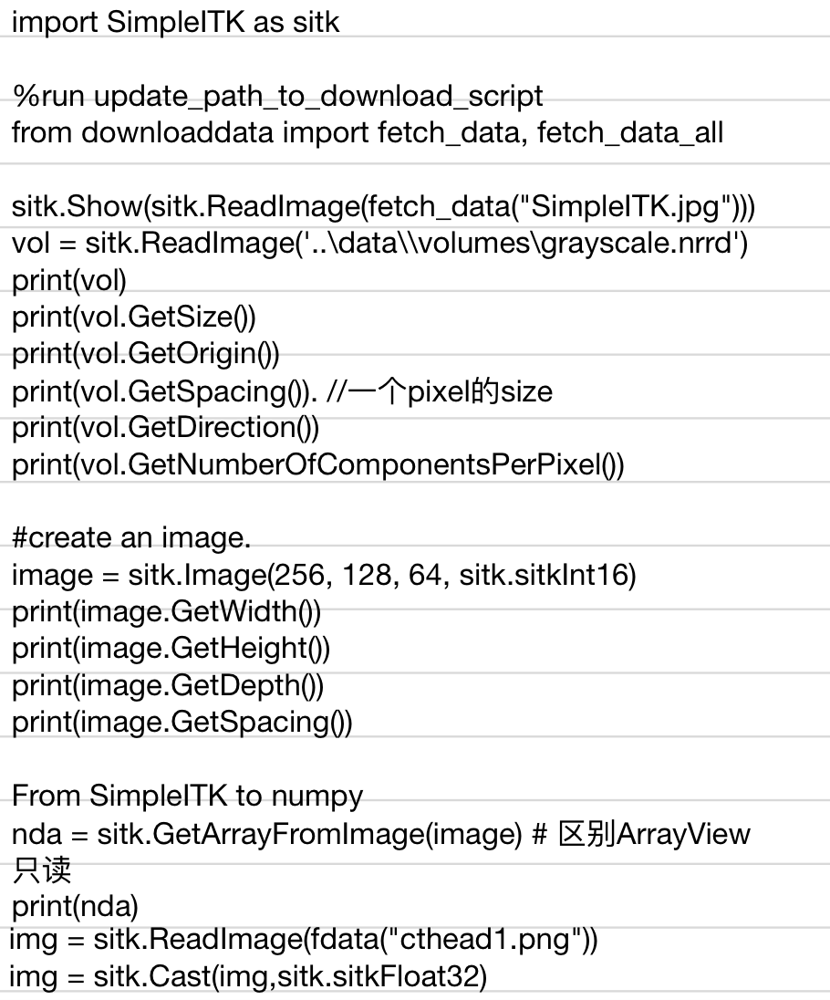 import SimpleITK as sitk
%run update_path_to_download_script
from downloaddata import fetch_data, fetch_data_all
sitk.Show(sitk.ReadImage(fetch_data("SimpleITK.jpg")))
vol = sitk.ReadImage('..\data\\volumes\grayscale.nrrd')
print(vol)
print(vol.GetSize())
print(vol.GetOrigin())
print(vol.GetSpacing()). //一个pixel的size
print(vol.GetDirection())
print(vol.GetNumberOfComponentsPerPixel())
#create an image.
image = sitk.Image(256, 128, 64, sitk.sitkInt16)
print(image.GetWidth())
print(image.GetHeight())
print(image.GetDepth())
print(image.GetSpacing())
From SimpleITK to numpy
nda = sitk.GetArrayFromImage(image) # 区别ArrayView
只读
print(nda)
img = sitk.ReadImage(fdata("cthead1.png"))
img = sitk.Cast(img,sitk.sitkFloat32)